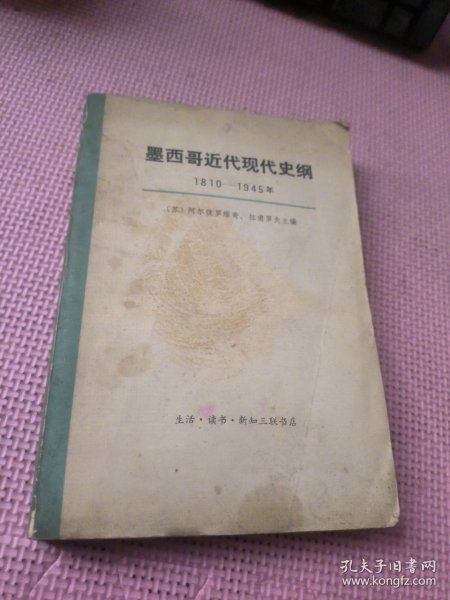 墨西哥近代现代史纲
1810—1945年
〔苏〕阿尔彼罗维奇、拉甫罗夫主编
生活·读书·新知三联书店
孔夫子旧书网
www.kongfz.com